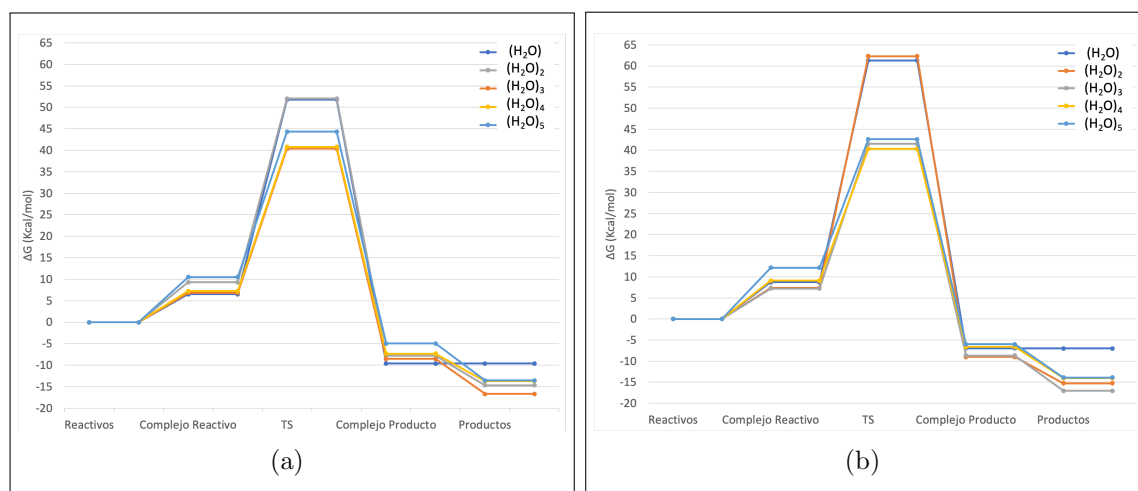 65
60
55
50
45
40
35
30
25
20
15
10
5
0
-5
-10
-15
-20
ΔG (Kcal/mol)
(H₂O)
(H₂O)₂
(H₂O)₃
(H₂O)₄
(H₂O)₅
Reactivos Complejo Reactivo TS Complejo Producto Productos
(a)
65
60
55
50
45
40
35
30
25
20
15
10
5
0
-5
-10
-15
-20
ΔG (Kcal/mol)
(H₂O)
(H₂O)₂
(H₂O)₃
(H₂O)₄
(H₂O)₅
Reactivos Complejo Reactivo TS Complejo Producto Productos
(b)